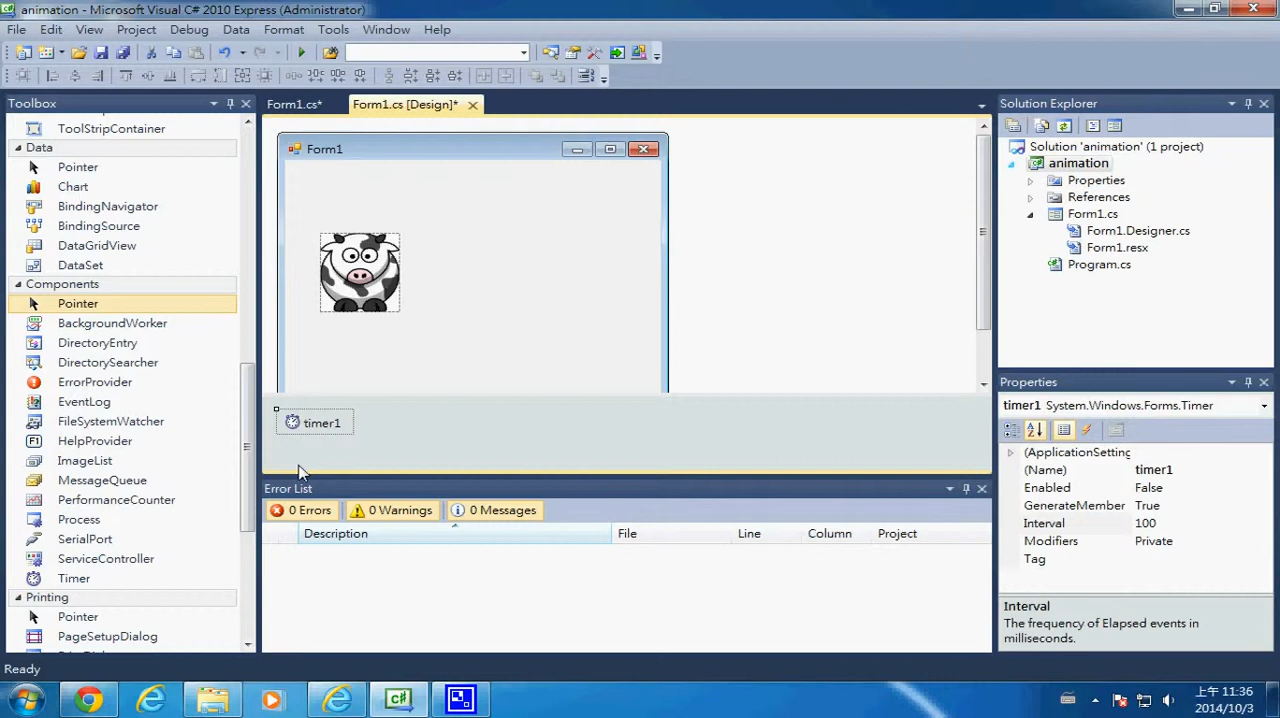 animation - Microsoft Visual C# 2010 Express (Administrator)
File Edit View Project Debug Data Format Tools Window Help
Toolbox
ToolStripContainer
Data
Pointer
Chart
BindingNavigator
BindingSource
DataGridView
DataSet
Components
Pointer
BackgroundWorker
DirectoryEntry
DirectorySearcher
ErrorProvider
EventLog
FileSystemWatcher
HelpProvider
ImageList
MessageQueue
PerformanceCounter
Process
SerialPort
ServiceController
Timer
Printing
Pointer
PageSetupDialog
Form1.cs* Form1.cs [Design]*
Form1
timer1
Error List
0 Errors 0 Warnings 0 Messages
Description File Line Column Project
Solution Explorer
Solution 'animation' (1 project)
animation
Properties
References
Form1.cs
Form1.Designer.cs
Form1.resx
Program.cs
Properties
timer1 System.Windows.Forms.Timer
(ApplicationSetting
(Name) timer1
Enabled False
GenerateMember True
Interval 100
Modifiers Private
Tag
Interval
The frequency of Elapsed events in
milliseconds.
Ready
上午 11:36
2014/10/3